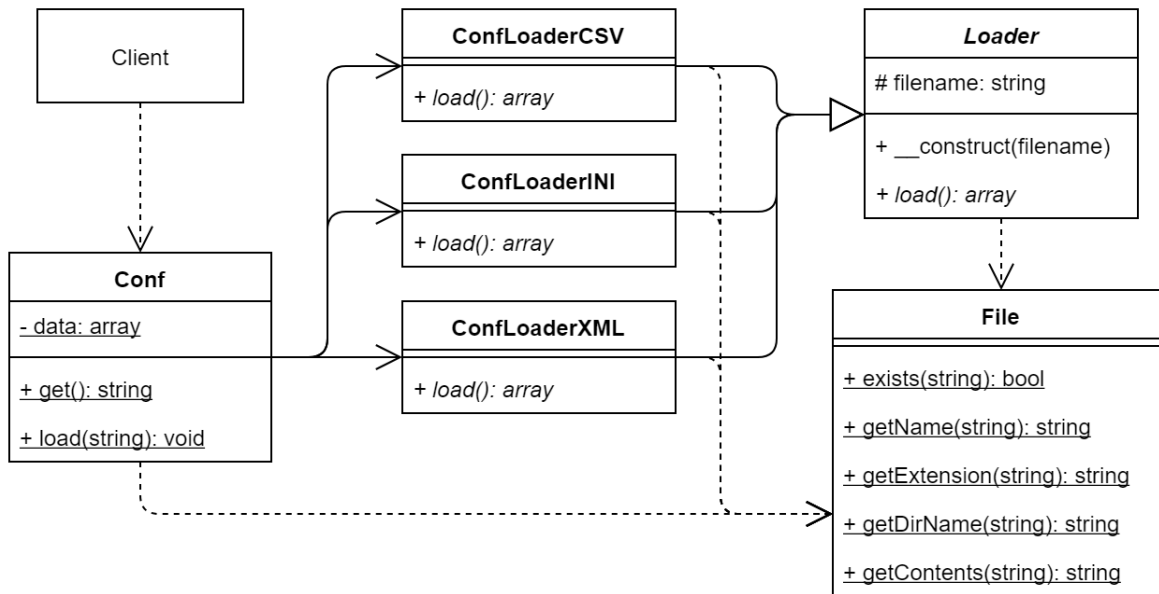 Client
ConfLoaderCSV
+ load(): array
Loader
# filename: string
+ __construct(filename)
+ load(): array
ConfLoaderINI
+ load(): array
Conf
- data: array
+ get(): string
+ load(string): void
ConfLoaderXML
+ load(): array
File
+ exists(string): bool
+ getName(string): string
+ getExtension(string): string
+ getDirName(string): string
+ getContents(string): string